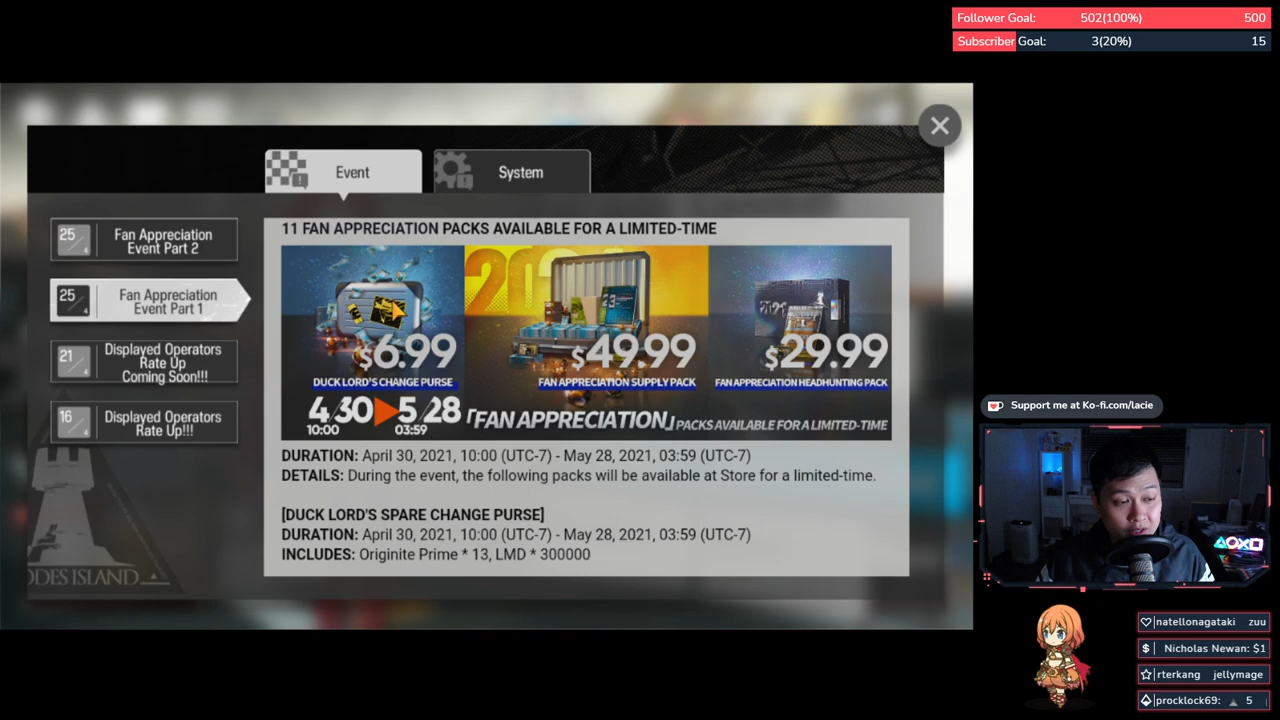 Follower Goal: 502(100%) 500
Subscriber Goal: 3(20%) 15
Event
System
25/4 Fan Appreciation
Event Part 2
25/4 Fan Appreciation
Event Part 1
21/4 Displayed Operators
Rate Up
Coming Soon!!!
16/4 Displayed Operators
Rate Up!!!
11 FAN APPRECIATION PACKS AVAILABLE FOR A LIMITED-TIME
$6.99 $49.99 $29.99
DUCK LORD'S CHANGE PURSE FAN APPRECIATION SUPPLY PACK FAN APPRECIATION HEADHUNTING PACK
4/30 5/28 「FAN APPRECIATION」 PACKS AVAILABLE FOR A LIMITED-TIME
10:00 03:59
DURATION: April 30, 2021, 10:00 (UTC-7) - May 28, 2021, 03:59 (UTC-7)
DETAILS: During the event, the following packs will be available at Store for a limited-time.
[DUCK LORD'S SPARE CHANGE PURSE]
DURATION: April 30, 2021, 10:00 (UTC-7) - May 28, 2021, 03:59 (UTC-7)
INCLUDES: Originite Prime * 13, LMD * 300000
ODES ISLAND
Support me at Ko-fi.com/lacie
natellonagataki zuu
$ Nicholas Newan: $1
rterkang jellymage
procklock69: 5